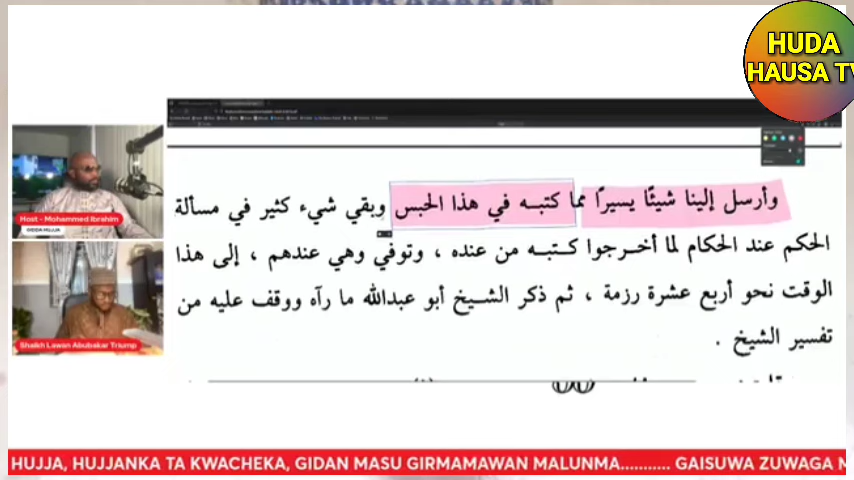 HUDA
HAUSA TV
وأرسل إلينا شيئًا يسيرًا مما كتبه في هذا الحبس وبقي شيء كثير في مسألة
الحكم عند الحكام لما أخرجوا كتبه من عنده ، وتوفي وهي عندهم ، إلى هذا
الوقت نحو أربع عشرة رزمة ، ثم ذكر الشيخ أبو عبدالله ما رآه ووقف عليه من
تفسير الشيخ .
Host - Mohammed Ibrahim
GIDDA HUJJA
Shaikh Lawan Abubakar Triump
HUJJA, HUJJANKA TA KWACHEKA, GIDAN MASU GIRMAMAWAN MALUNMA........... GAISUWA ZUWAGA M